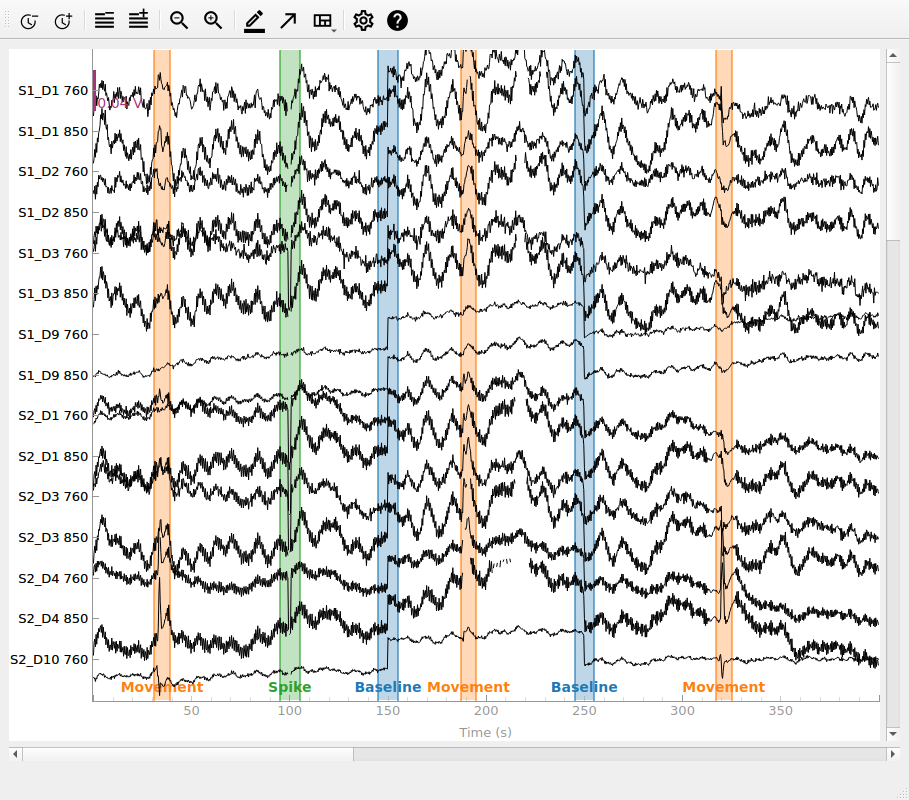 S1_D1 760
0.04 V
S1_D1 850
S1_D2 760
S1_D2 850
S1_D3 760
S1_D3 850
S1_D9 760
S1_D9 850
S2_D1 760
S2_D1 850
S2_D3 760
S2_D3 850
S2_D4 760
S2_D4 850
S2_D10 760
Movement Spike Baseline Movement Baseline Movement
50 100 150 200 250 300 350
Time (s)